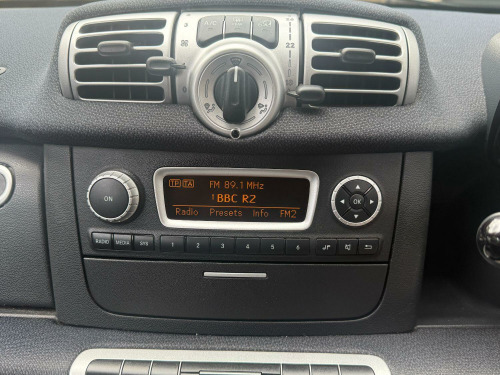 22
TP TA FM 89.1 MHz
1 BBC R2
Radio Presets Info FM2
ON
OK
RADIO MEDIA SYS 1 2 3 4 5 6